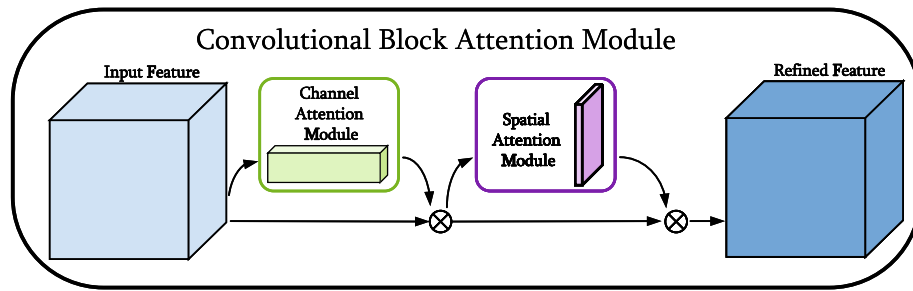 Convolutional Block Attention Module
Input Feature
Channel
Attention
Module
Spatial
Attention
Module
Refined Feature